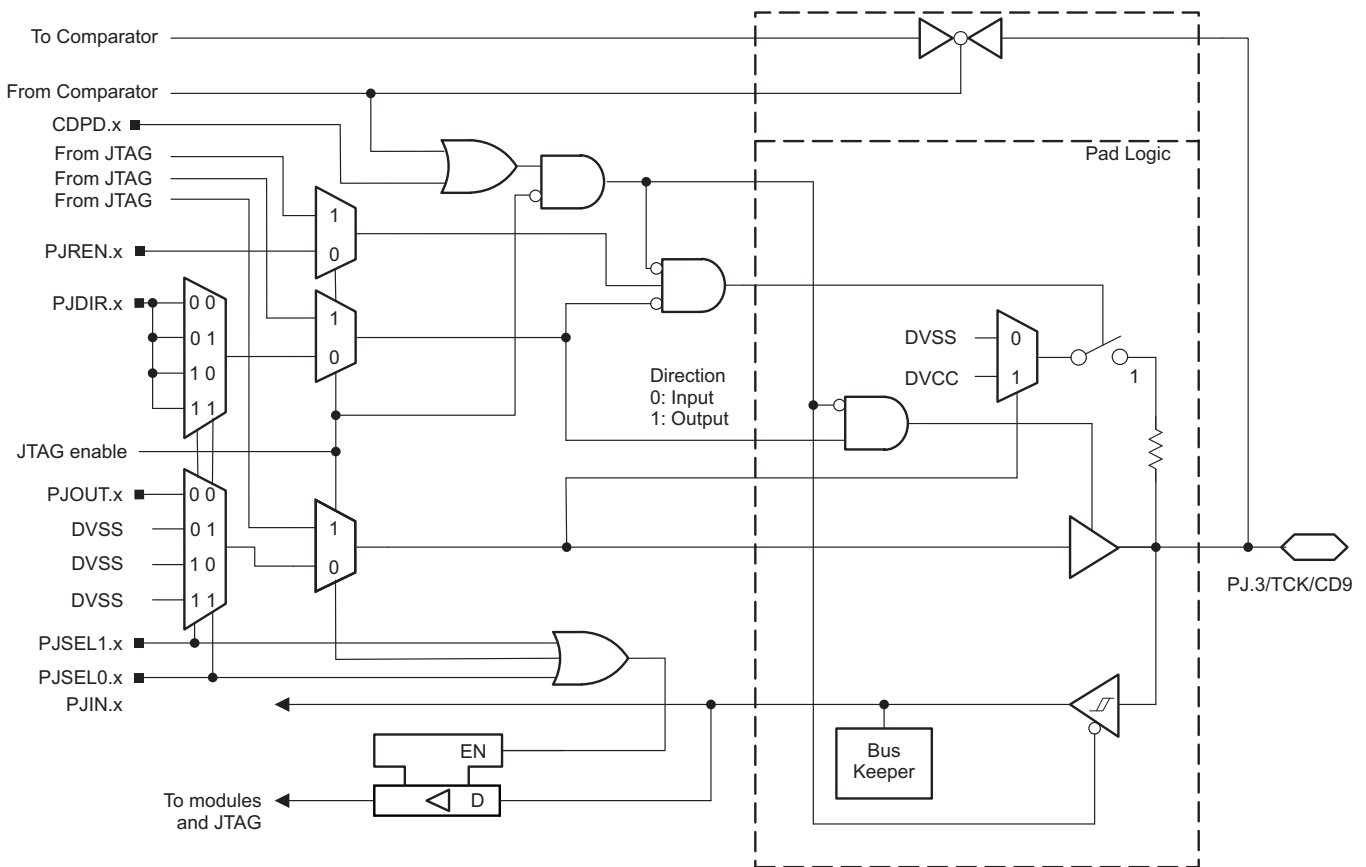 To Comparator
From Comparator
CDPD.x
From JTAG
From JTAG
From JTAG
Pad Logic
1
0
PJREN.x
PJDIR.x
0 0
0 1
1 0
1 1
1
0
DVSS
DVCC
0
1
1
Direction
0: Input
1: Output
JTAG enable
PJOUT.x
DVSS
DVSS
DVSS
0 0
0 1
1 0
1 1
1
0
PJ.3/TCK/CD9
PJSEL1.x
PJSEL0.x
PJIN.x
EN
D
Bus
Keeper
To modules
and JTAG